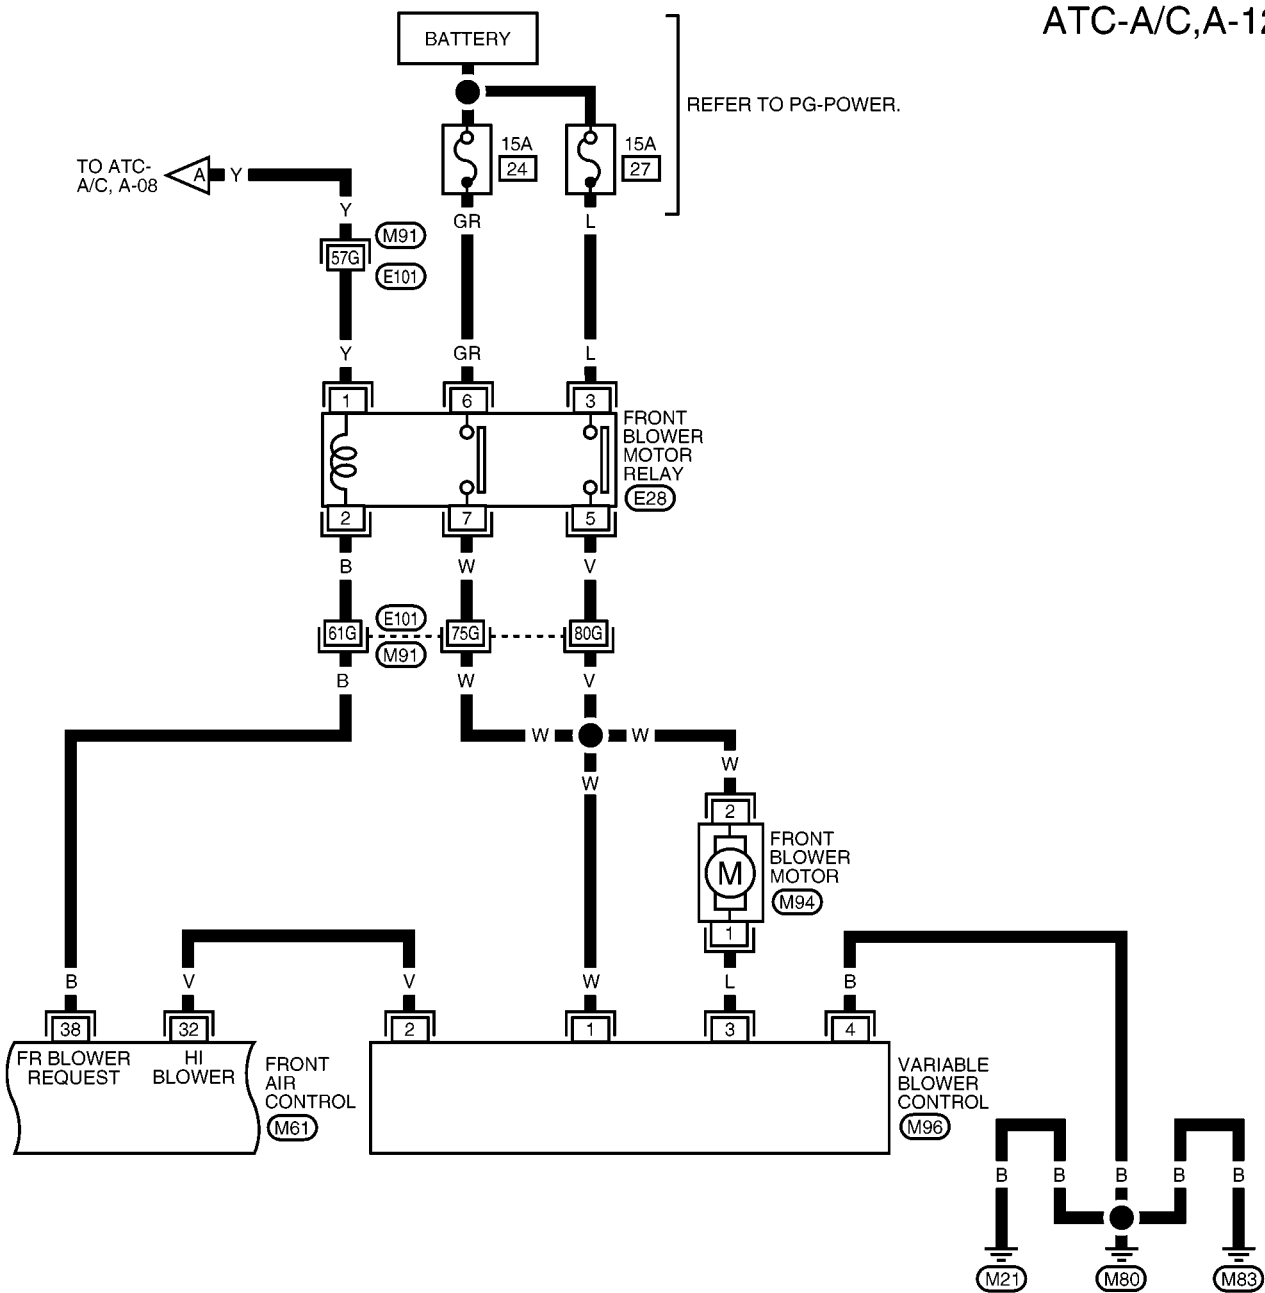 ATC-A/C,A-12
BATTERY
REFER TO PG-POWER.
15A
24
15A
27
TO ATC-
A/C, A-08
A
Y
Y
GR
L
M91
57G
E101
Y
GR
L
1
6
3
FRONT
BLOWER
MOTOR
RELAY
E28
2
7
5
B
W
V
E101
61G
75G
80G
M91
B
W
V
W
W
W
W
2
FRONT
BLOWER
MOTOR
M
M94
1
B
V
V
W
L
B
38
32
2
1
3
4
FR BLOWER
REQUEST
HI
BLOWER
FRONT
AIR
CONTROL
M61
VARIABLE
BLOWER
CONTROL
M96
B
B
B
B
B
M21
M80
M83